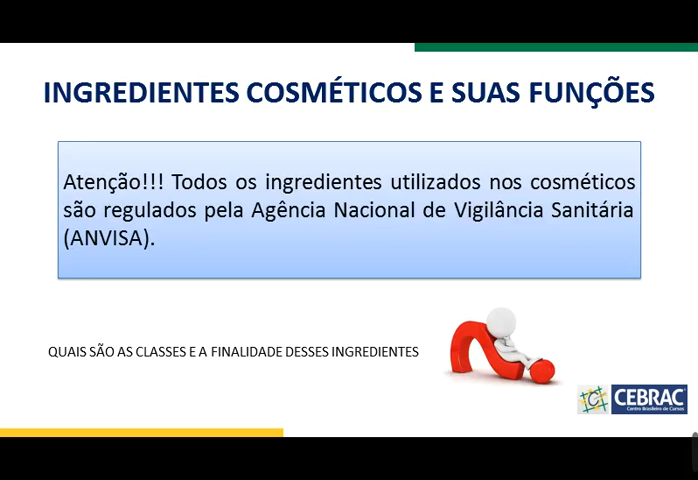 INGREDIENTES COSMÉTICOS E SUAS FUNÇÕES
Atenção!!! Todos os ingredientes utilizados nos cosméticos
são regulados pela Agência Nacional de Vigilância Sanitária
(ANVISA).
QUAIS SÃO AS CLASSES E A FINALIDADE DESSES INGREDIENTES
CEBRAC
Centro Brasileiro de Cursos